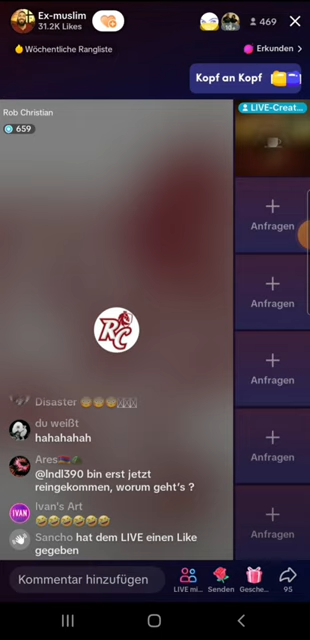 Ex-muslim
31.2K Likes
469
Wöchentliche Rangliste
Erkunden
Kopf an Kopf
Rob Christian
LIVE-Creat...
659
Anfragen
Anfragen
Anfragen
Anfragen
Anfragen
RC
Disaster
du weißt
hahahahah
Ares
@lndl390 bin erst jetzt
reingekommen, worum geht's ?
IVAN
Ivan's Art
Sancho hat dem LIVE einen Like
gegeben
Kommentar hinzufügen
LIVE mi...
Senden
Gesche...
95